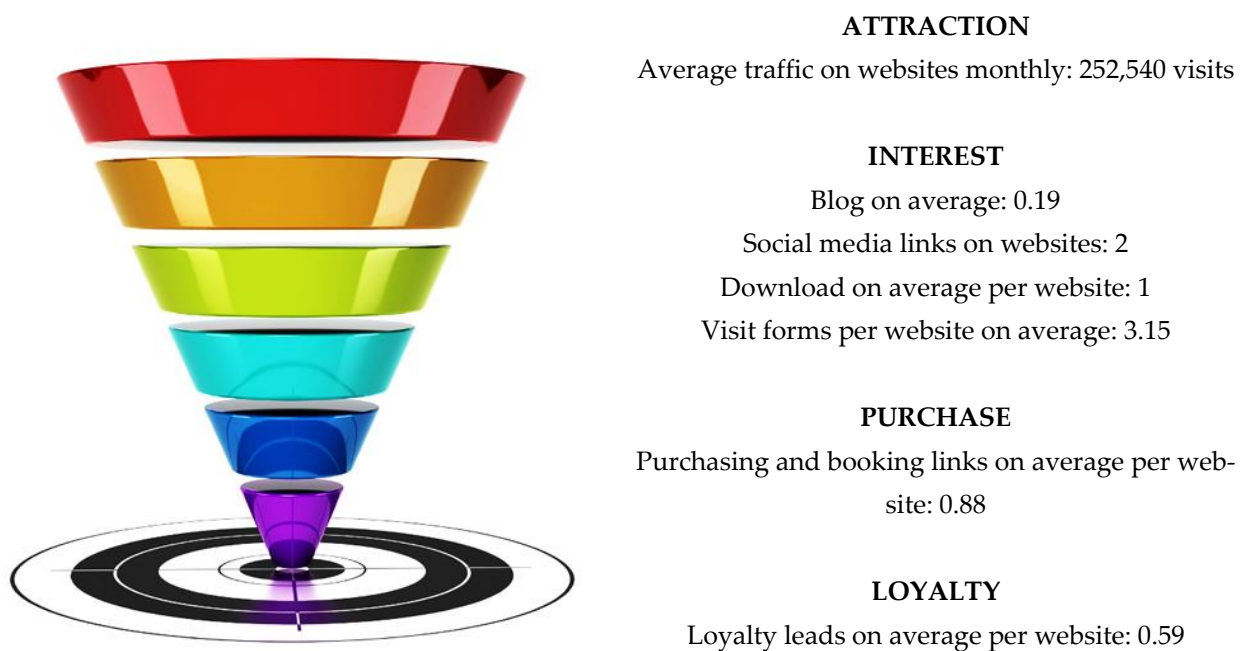 ATTRACTION
Average traffic on websites monthly: 252,540 visits
INTEREST
Blog on average: 0.19
Social media links on websites: 2
Download on average per website: 1
Visit forms per website on average: 3.15
PURCHASE
Purchasing and booking links on average per web-
site: 0.88
LOYALTY
Loyalty leads on average per website: 0.59